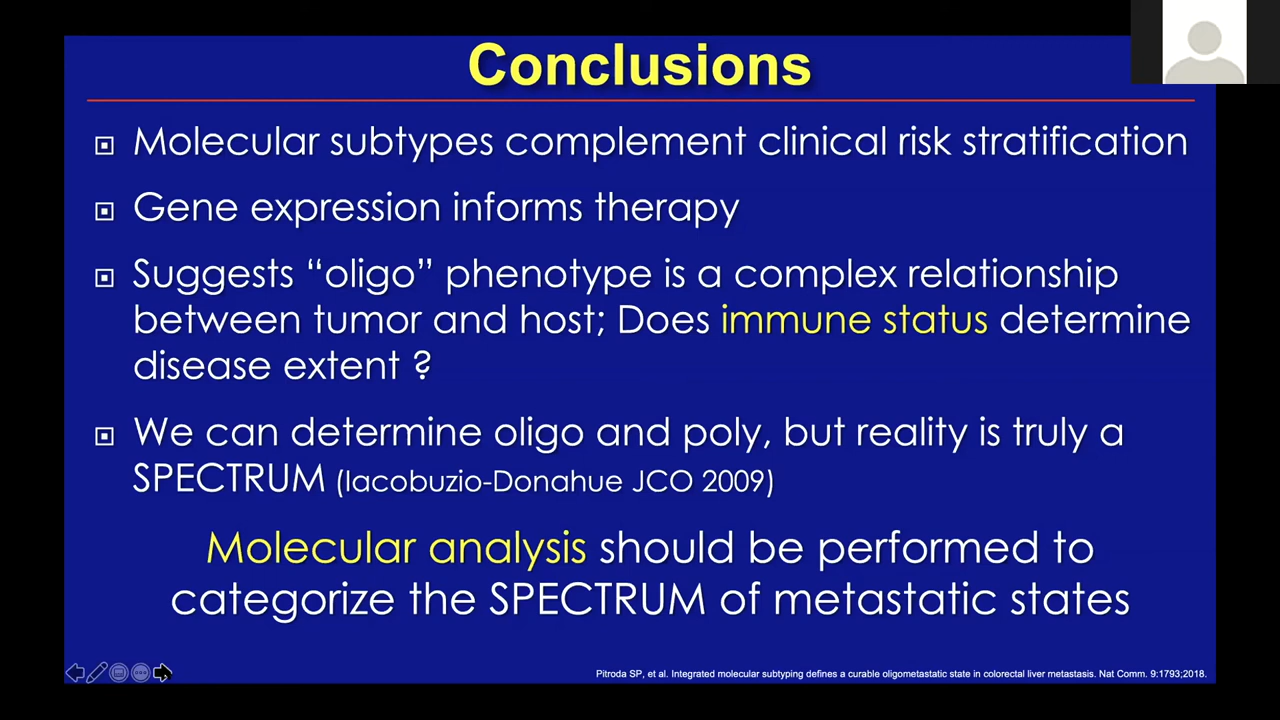 Conclusions
Molecular subtypes complement clinical risk stratification
Gene expression informs therapy
Suggests “oligo” phenotype is a complex relationship
between tumor and host; Does immune status determine
disease extent ?
We can determine oligo and poly, but reality is truly a
SPECTRUM (Iacobuzio-Donahue JCO 2009)
Molecular analysis should be performed to
categorize the SPECTRUM of metastatic states
Pitroda SP, et al. Integrated molecular subtyping defines a curable oligometastatic state in colorectal liver metastasis. Nat Comm. 9:1793;2018.